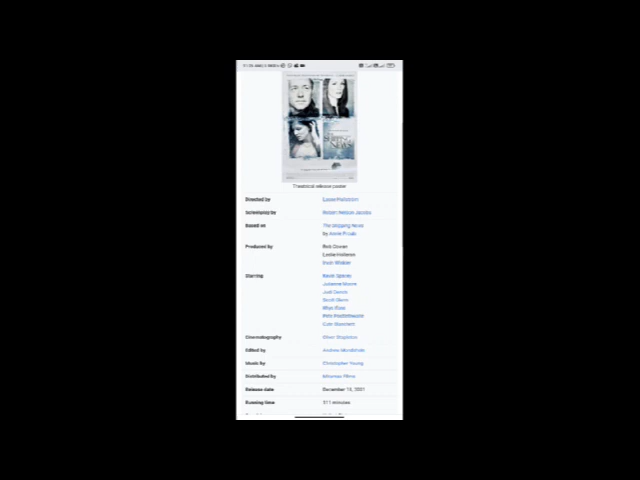 Theatrical release poster
Directed by
Screenplay by Robert Nelson Jacobs
Based on The Shipping News
by Annie Proulx
Produced by Rob Cowan
Leslie Holleran
Irwin Winkler
Starring Kevin Spacey
Julianne Moore
Judi Dench
Scott Glenn
Rhys Ifans
Pete Postlethwaite
Cate Blanchett
Cinematography Oliver Stapleton
Edited by Andrew Mondshein
Music by Christopher Young
Distributed by Miramax Films
Release date December 18, 2001
Running time 111 minutes